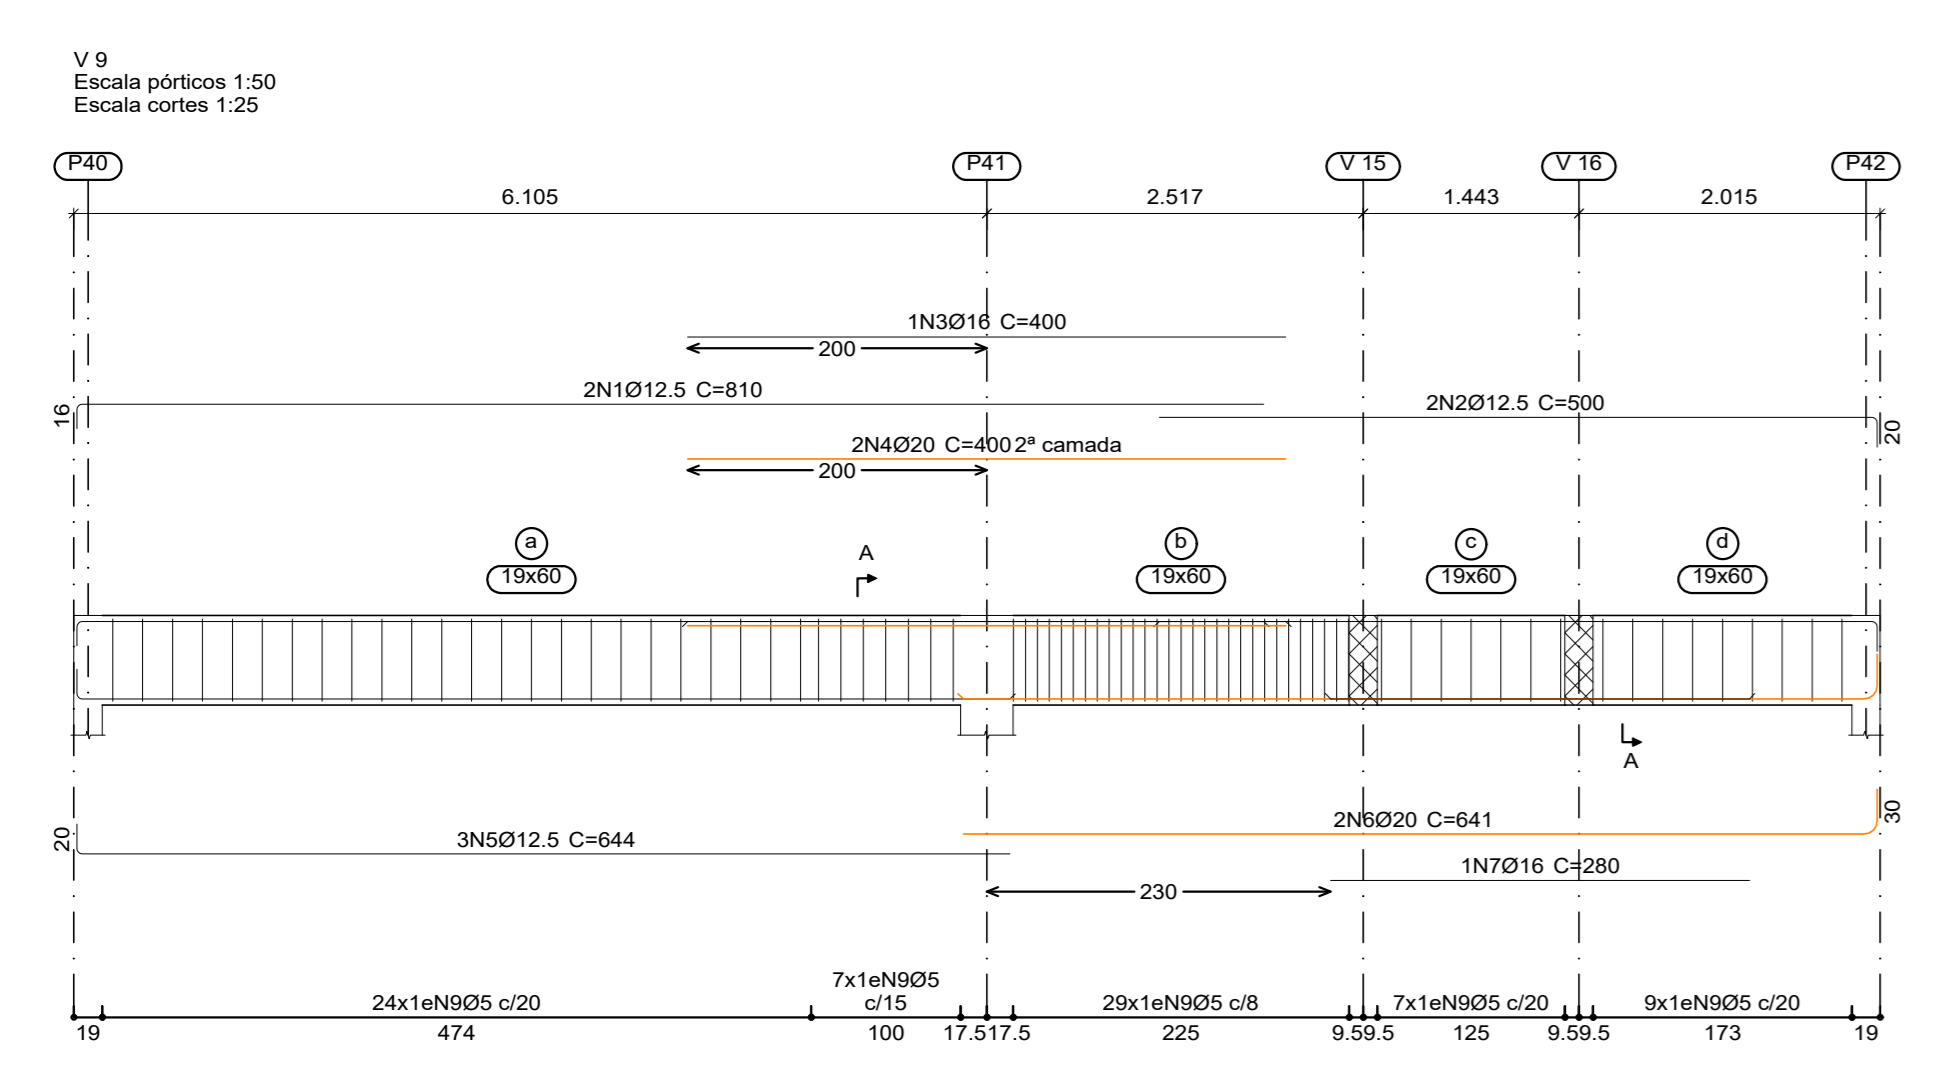 V 9
Escala pórticos 1:50
Escala cortes 1:25
P40
P41
V 15
V 16
P42
6.105
2.517
1.443
2.015
1N3Ø16 C=400
200
2N1Ø12.5 C=810
16
2N2Ø12.5 C=500
20
2N4Ø20 C=400 2ª camada
200
a
b
c
d
A
19x60
19x60
19x60
19x60
A
30
2N6Ø20 C=641
20
3N5Ø12.5 C=644
1N7Ø16 C=280
230
7x1eN9Ø5
c/15
24x1eN9Ø5 c/20
29x1eN9Ø5 c/8
7x1eN9Ø5 c/20
9x1eN9Ø5 c/20
19
474
100
17.5
17.5
225
9.5
9.5
125
9.5
9.5
173
19